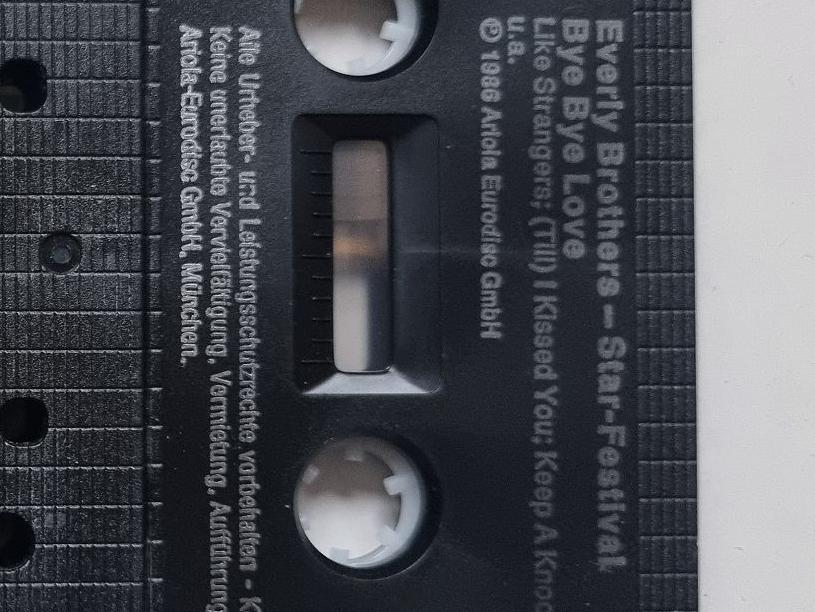 Everly Brothers – Star-Festival
Bye Bye Love
Like Strangers; (Till) I Kissed You; Keep A Knoc
u.a.
℗ 1986 Ariola Eurodisc GmbH
Alle Urheber- und Leistungsschutzrechte vorbehalten - K
Keine unerlaubte Vervielfältigung, Vermietung, Aufführung
Ariola-Eurodisc GmbH, München.